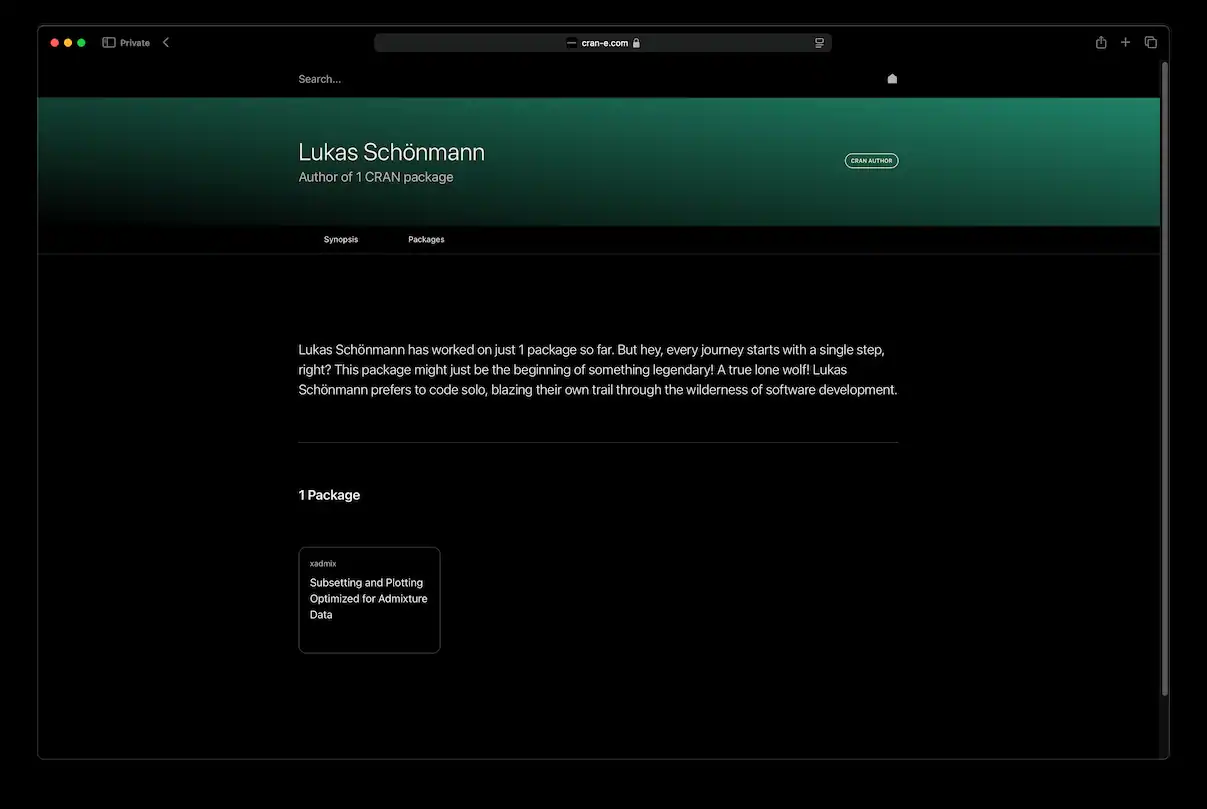 Private
cran-e.com
Search...
Lukas Schönmann
Author of 1 CRAN package
CRAN AUTHOR
Synopsis Packages
Lukas Schönmann has worked on just 1 package so far. But hey, every journey starts with a single step,
right? This package might just be the beginning of something legendary! A true lone wolf! Lukas
Schönmann prefers to code solo, blazing their own trail through the wilderness of software development.
1 Package
xadmix
Subsetting and Plotting
Optimized for Admixture
Data